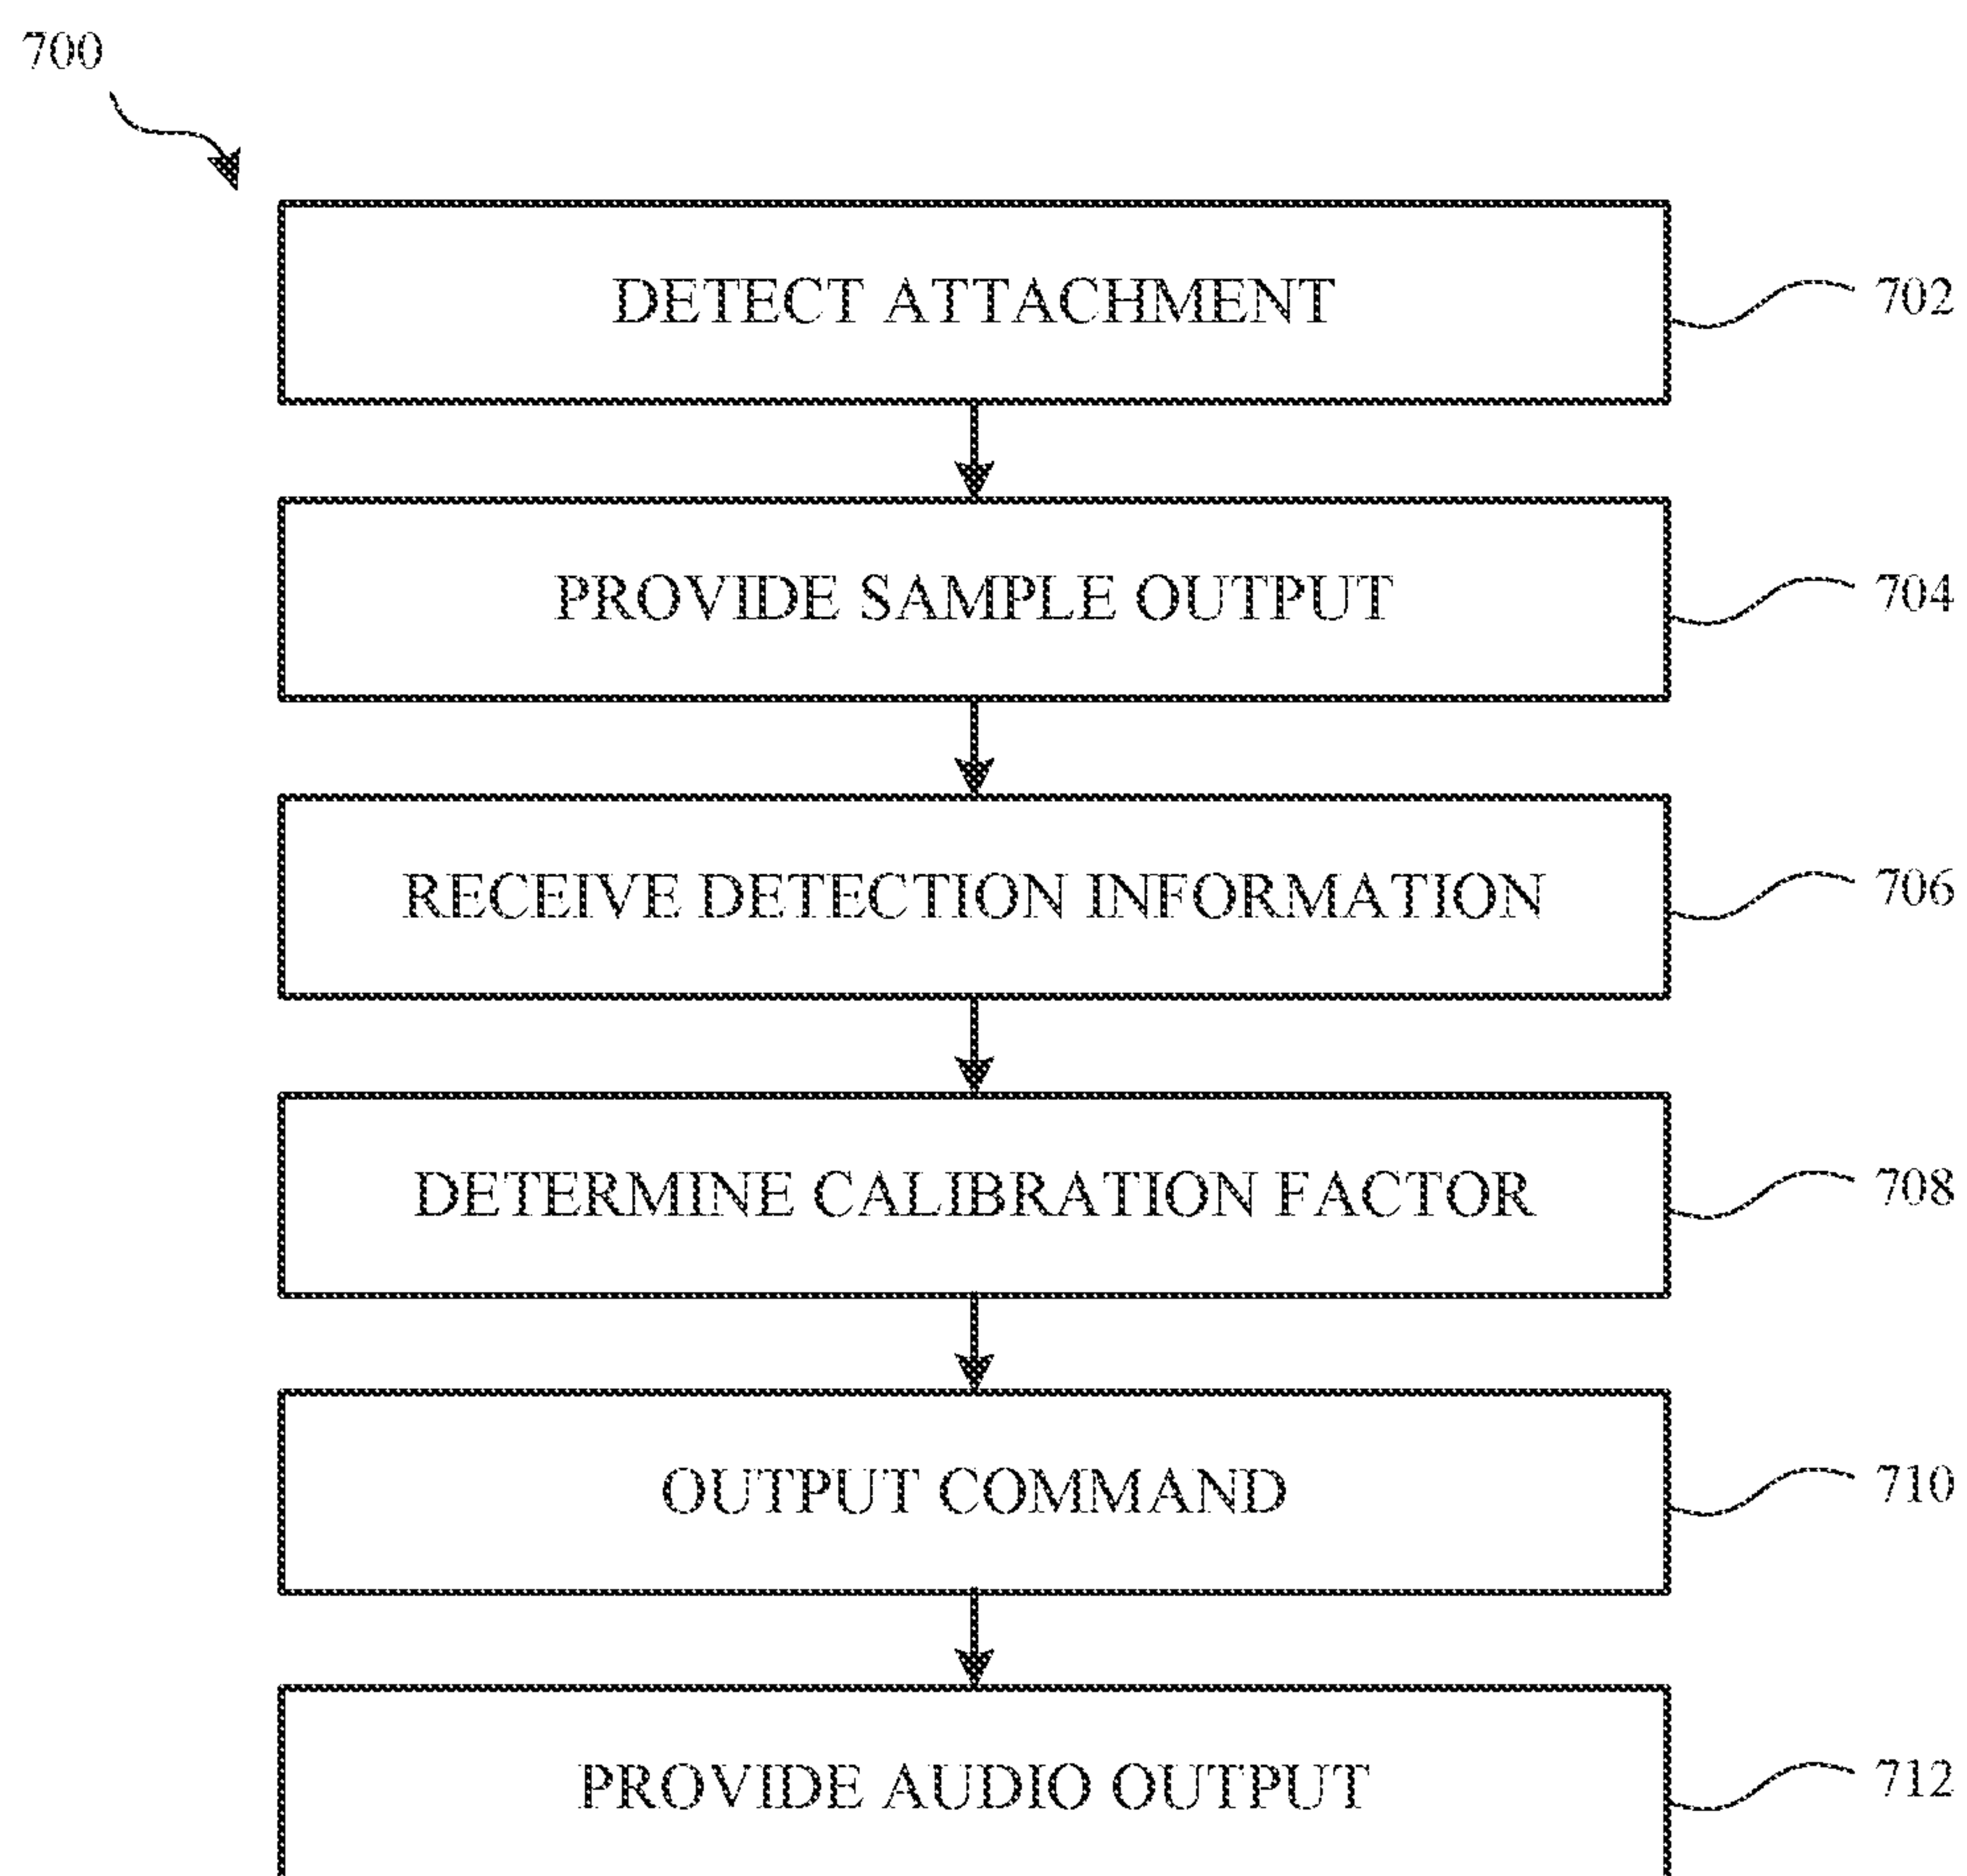 700
DETECT ATTACHMENT
702
PROVIDE SAMPLE OUTPUT
704
RECEIVE DETECTION INFORMATION
706
DETERMINE CALIBRATION FACTOR
708
OUTPUT COMMAND
710
PROVIDE AUDIO OUTPUT
712